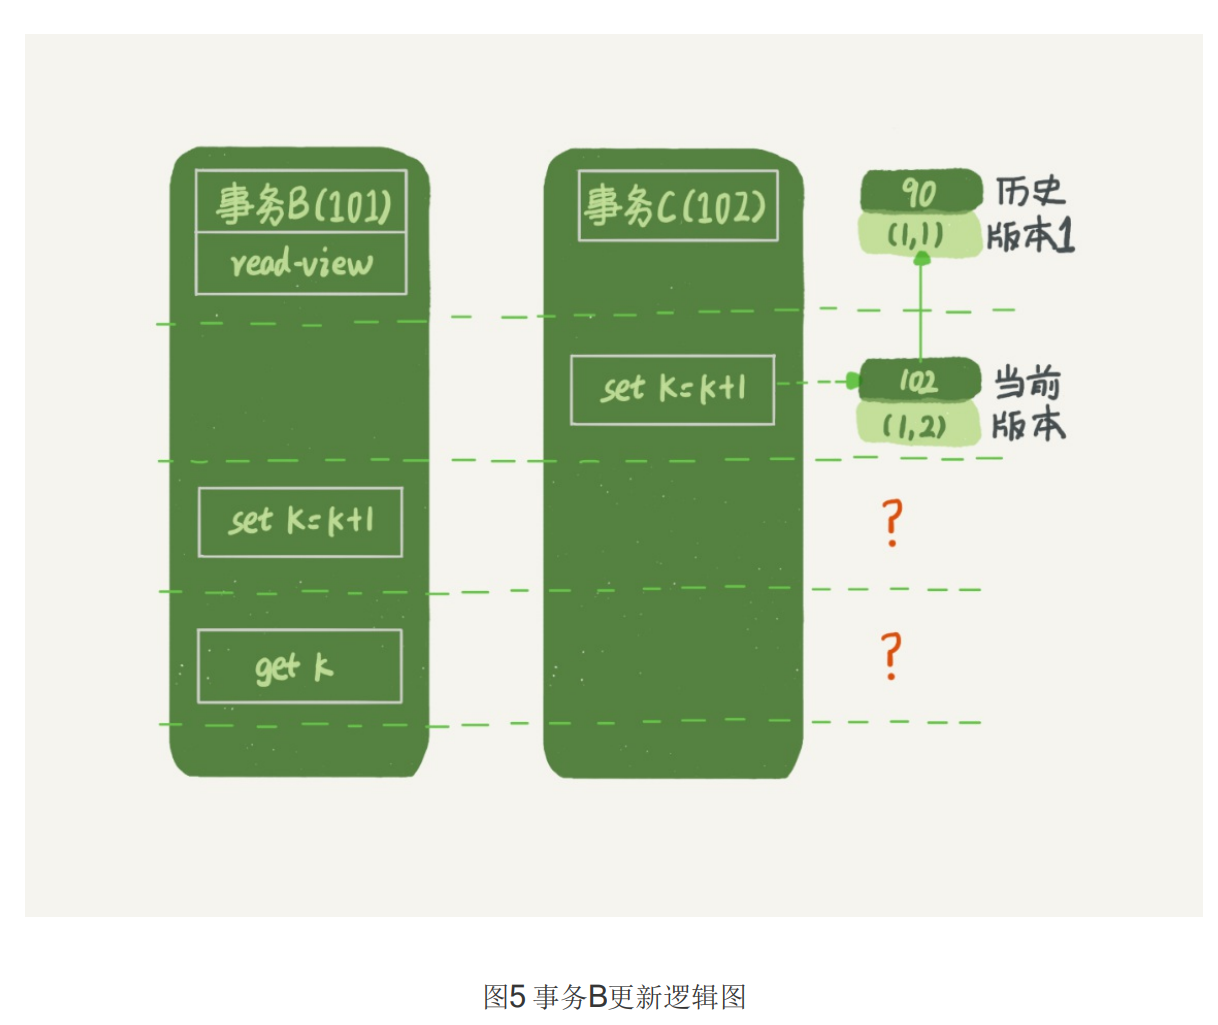 事务B(101)
read-view
事务C(102)
90
(1,1)
历史
版本1
set k=k+1
102
(1,2)
当前
版本
set k=k+1
?
get k
?
图5 事务B更新逻辑图